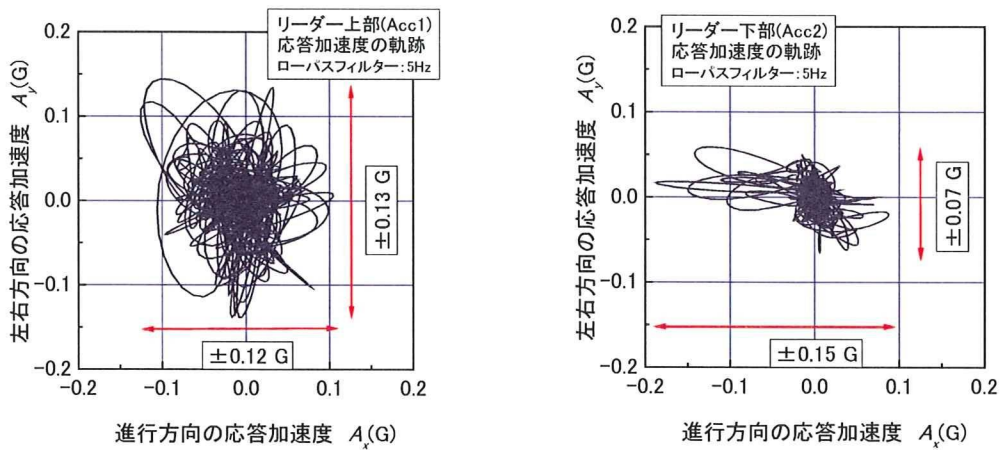 リーダー上部(Acc1)
応答加速度の軌跡
ローパスフィルター：5Hz
左右方向の応答加速度 Ay(G)
0.2
0.1
0.0
−0.1
−0.2
±0.13 G
±0.12 G
−0.2
−0.1
0.0
0.1
0.2
進行方向の応答加速度 Ax(G)
リーダー下部(Acc2)
応答加速度の軌跡
ローパスフィルター：5Hz
左右方向の応答加速度 Ay(G)
0.2
0.1
0.0
−0.1
−0.2
±0.07 G
±0.15 G
−0.2
−0.1
0.0
0.1
0.2
進行方向の応答加速度 Ax(G)